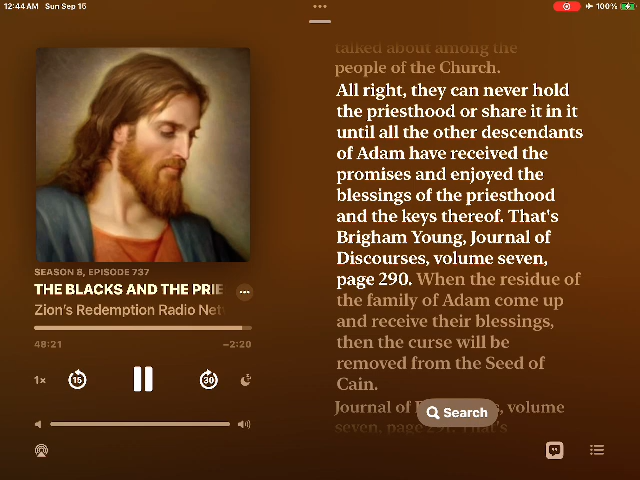 12:44 AM Sun Sep 15
100%
talked about among the
people of the Church.
All right, they can never hold
the priesthood or share it in it
until all the other descendants
of Adam have received the
promises and enjoyed the
blessings of the priesthood
and the keys thereof. That's
Brigham Young, Journal of
Discourses, volume seven,
page 290. When the residue of
the family of Adam come up
and receive their blessings,
then the curse will be
removed from the Seed of
Cain.
Journal of D s, volume
seven, page 291. That's
Search
SEASON 8, EPISODE 737
THE BLACKS AND THE PRIE
Zion's Redemption Radio Net
48:21
−2:20
1×
15
30